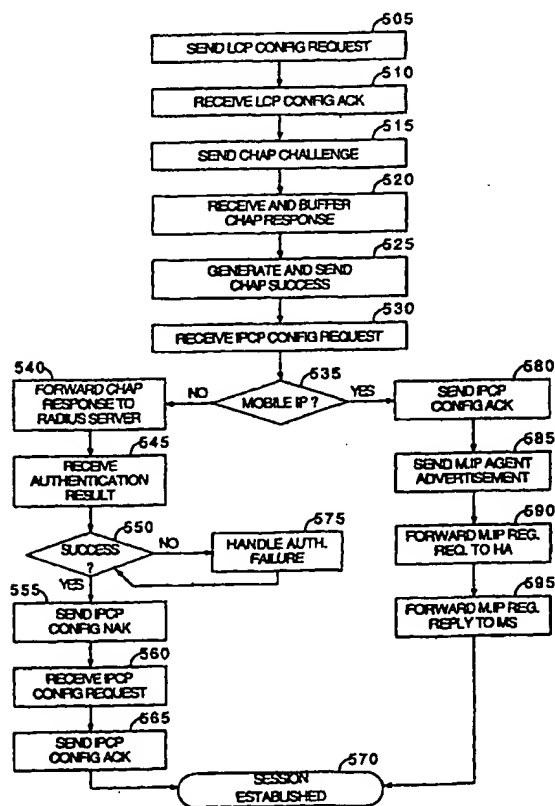 505
SEND LCP CONFIG REQUEST
510
RECEIVE LCP CONFIG ACK
515
SEND CHAP CHALLENGE
520
RECEIVE AND BUFFER
CHAP RESPONSE
525
GENERATE AND SEND
CHAP SUCCESS
530
RECEIVE IPCP CONFIG REQUEST
535
MOBILE IP ?
NO
YES
540
FORWARD CHAP
RESPONSE TO
RADIUS SERVER
545
RECEIVE
AUTHENTICATION
RESULT
550
SUCCESS
?
NO
YES
575
HANDLE AUTH.
FAILURE
555
SEND IPCP
CONFIG NAK
560
RECEIVE IPCP
CONFIG REQUEST
565
SEND IPCP
CONFIG ACK
580
SEND IPCP
CONFIG ACK
585
SEND M.IP AGENT
ADVERTISEMENT
590
FORWARD M.IP REG.
REQ. TO HA
595
FORWARD M.IP REG.
REPLY TO MS
570
SESSION
ESTABLISHED